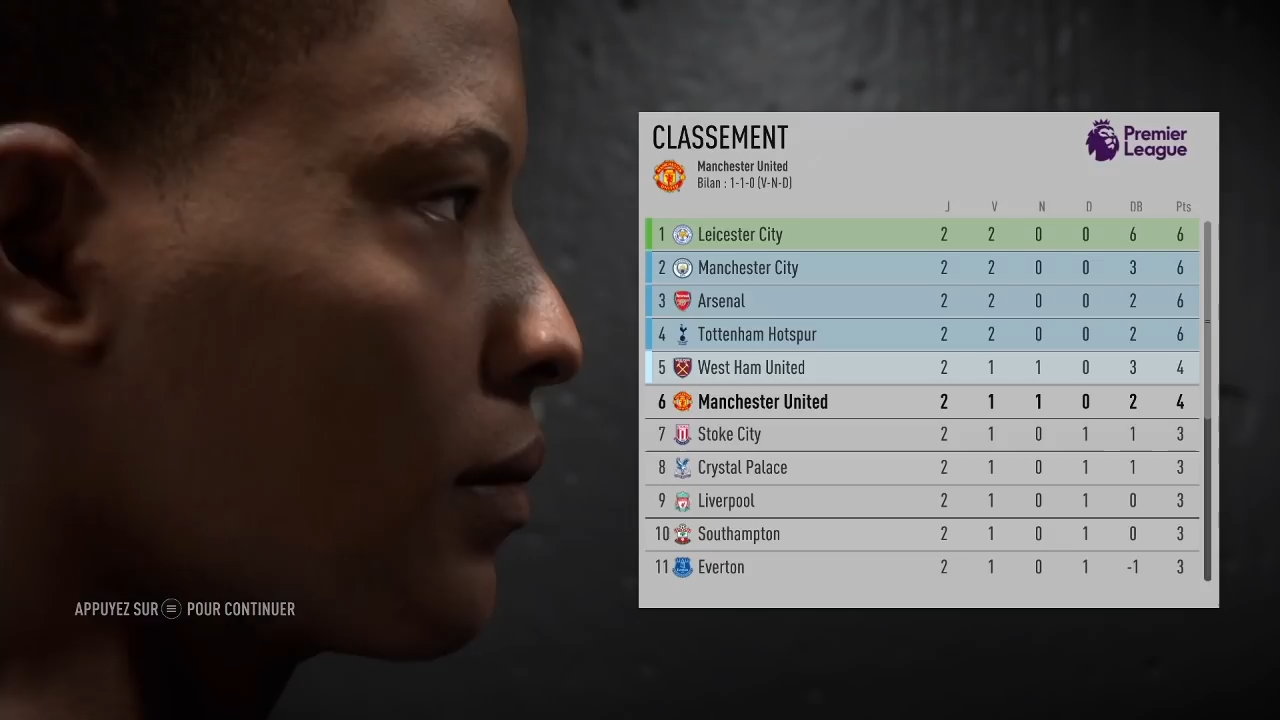 CLASSEMENT
Premier League
Manchester United
Bilan : 1-1-0 (V-N-D)
J V N D DB Pts
1 Leicester City 2 2 0 0 6 6
2 Manchester City 2 2 0 0 3 6
3 Arsenal 2 2 0 0 2 6
4 Tottenham Hotspur 2 2 0 0 2 6
5 West Ham United 2 1 1 0 3 4
6 Manchester United 2 1 1 0 2 4
7 Stoke City 2 1 0 1 1 3
8 Crystal Palace 2 1 0 1 1 3
9 Liverpool 2 1 0 1 0 3
10 Southampton 2 1 0 1 0 3
11 Everton 2 1 0 1 -1 3
APPUYEZ SUR POUR CONTINUER